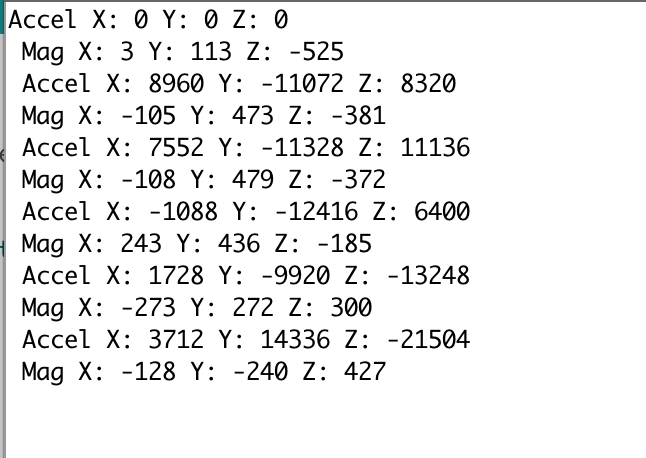 Accel X: 0 Y: 0 Z: 0
Mag X: 3 Y: 113 Z: -525
Accel X: 8960 Y: -11072 Z: 8320
Mag X: -105 Y: 473 Z: -381
Accel X: 7552 Y: -11328 Z: 11136
Mag X: -108 Y: 479 Z: -372
Accel X: -1088 Y: -12416 Z: 6400
Mag X: 243 Y: 436 Z: -185
Accel X: 1728 Y: -9920 Z: -13248
Mag X: -273 Y: 272 Z: 300
Accel X: 3712 Y: 14336 Z: -21504
Mag X: -128 Y: -240 Z: 427